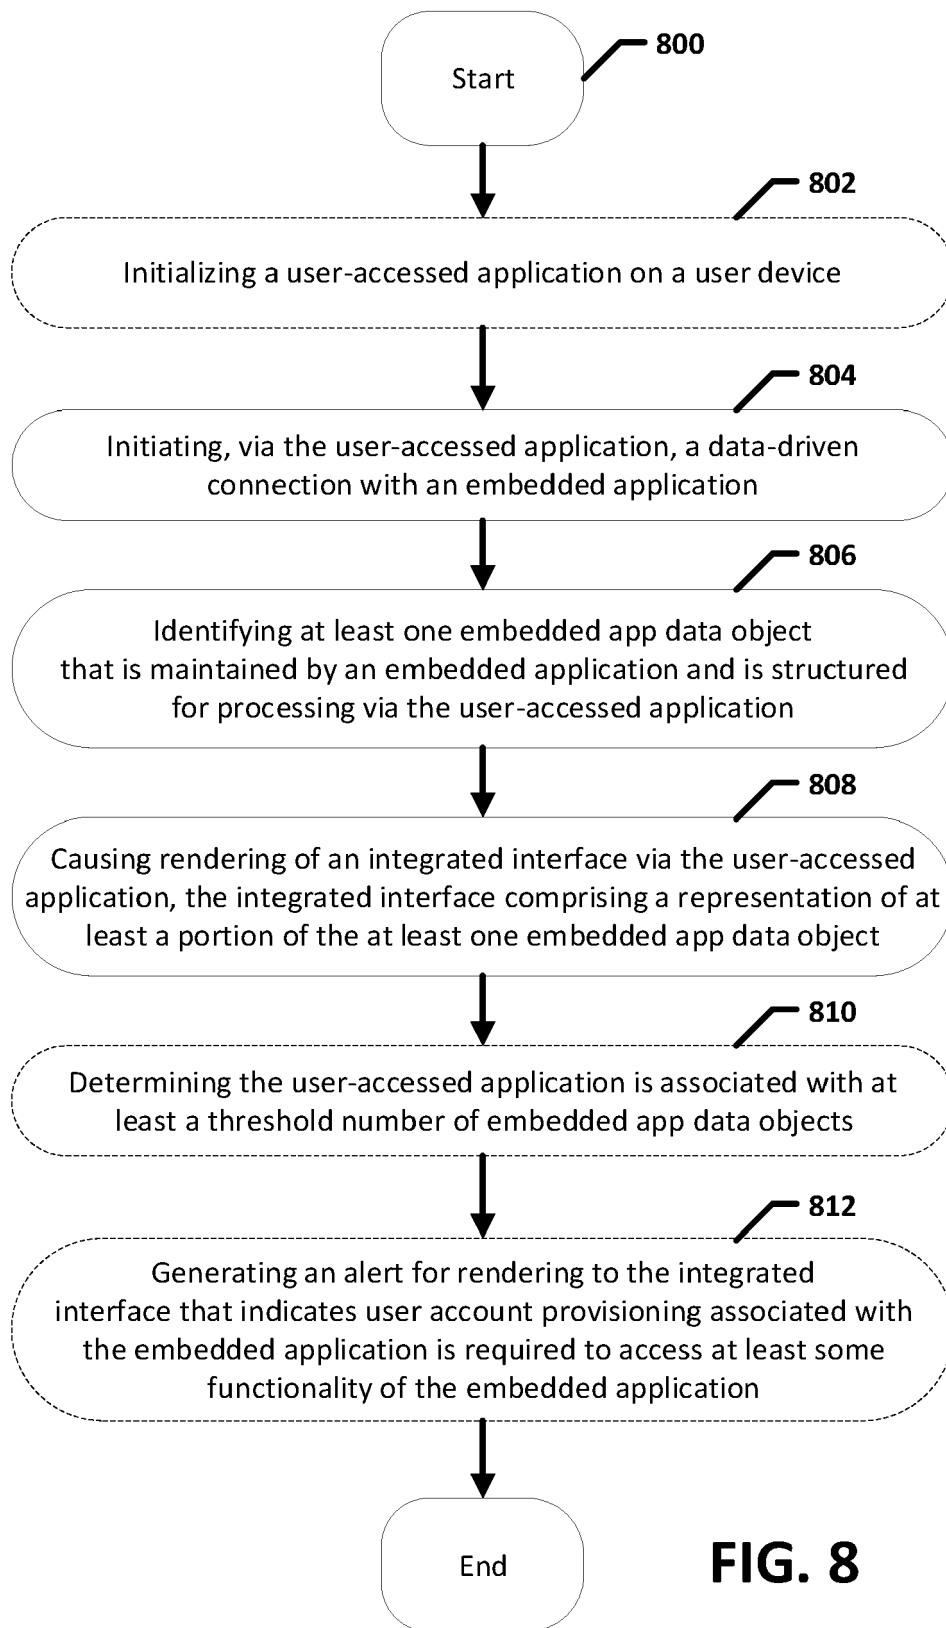 800
Start
802
Initializing a user-accessed application on a user device
804
Initiating, via the user-accessed application, a data-driven
connection with an embedded application
806
Identifying at least one embedded app data object
that is maintained by an embedded application and is structured
for processing via the user-accessed application
808
Causing rendering of an integrated interface via the user-accessed
application, the integrated interface comprising a representation of at
least a portion of the at least one embedded app data object
810
Determining the user-accessed application is associated with at
least a threshold number of embedded app data objects
812
Generating an alert for rendering to the integrated
interface that indicates user account provisioning associated with
the embedded application is required to access at least some
functionality of the embedded application
End
FIG. 8